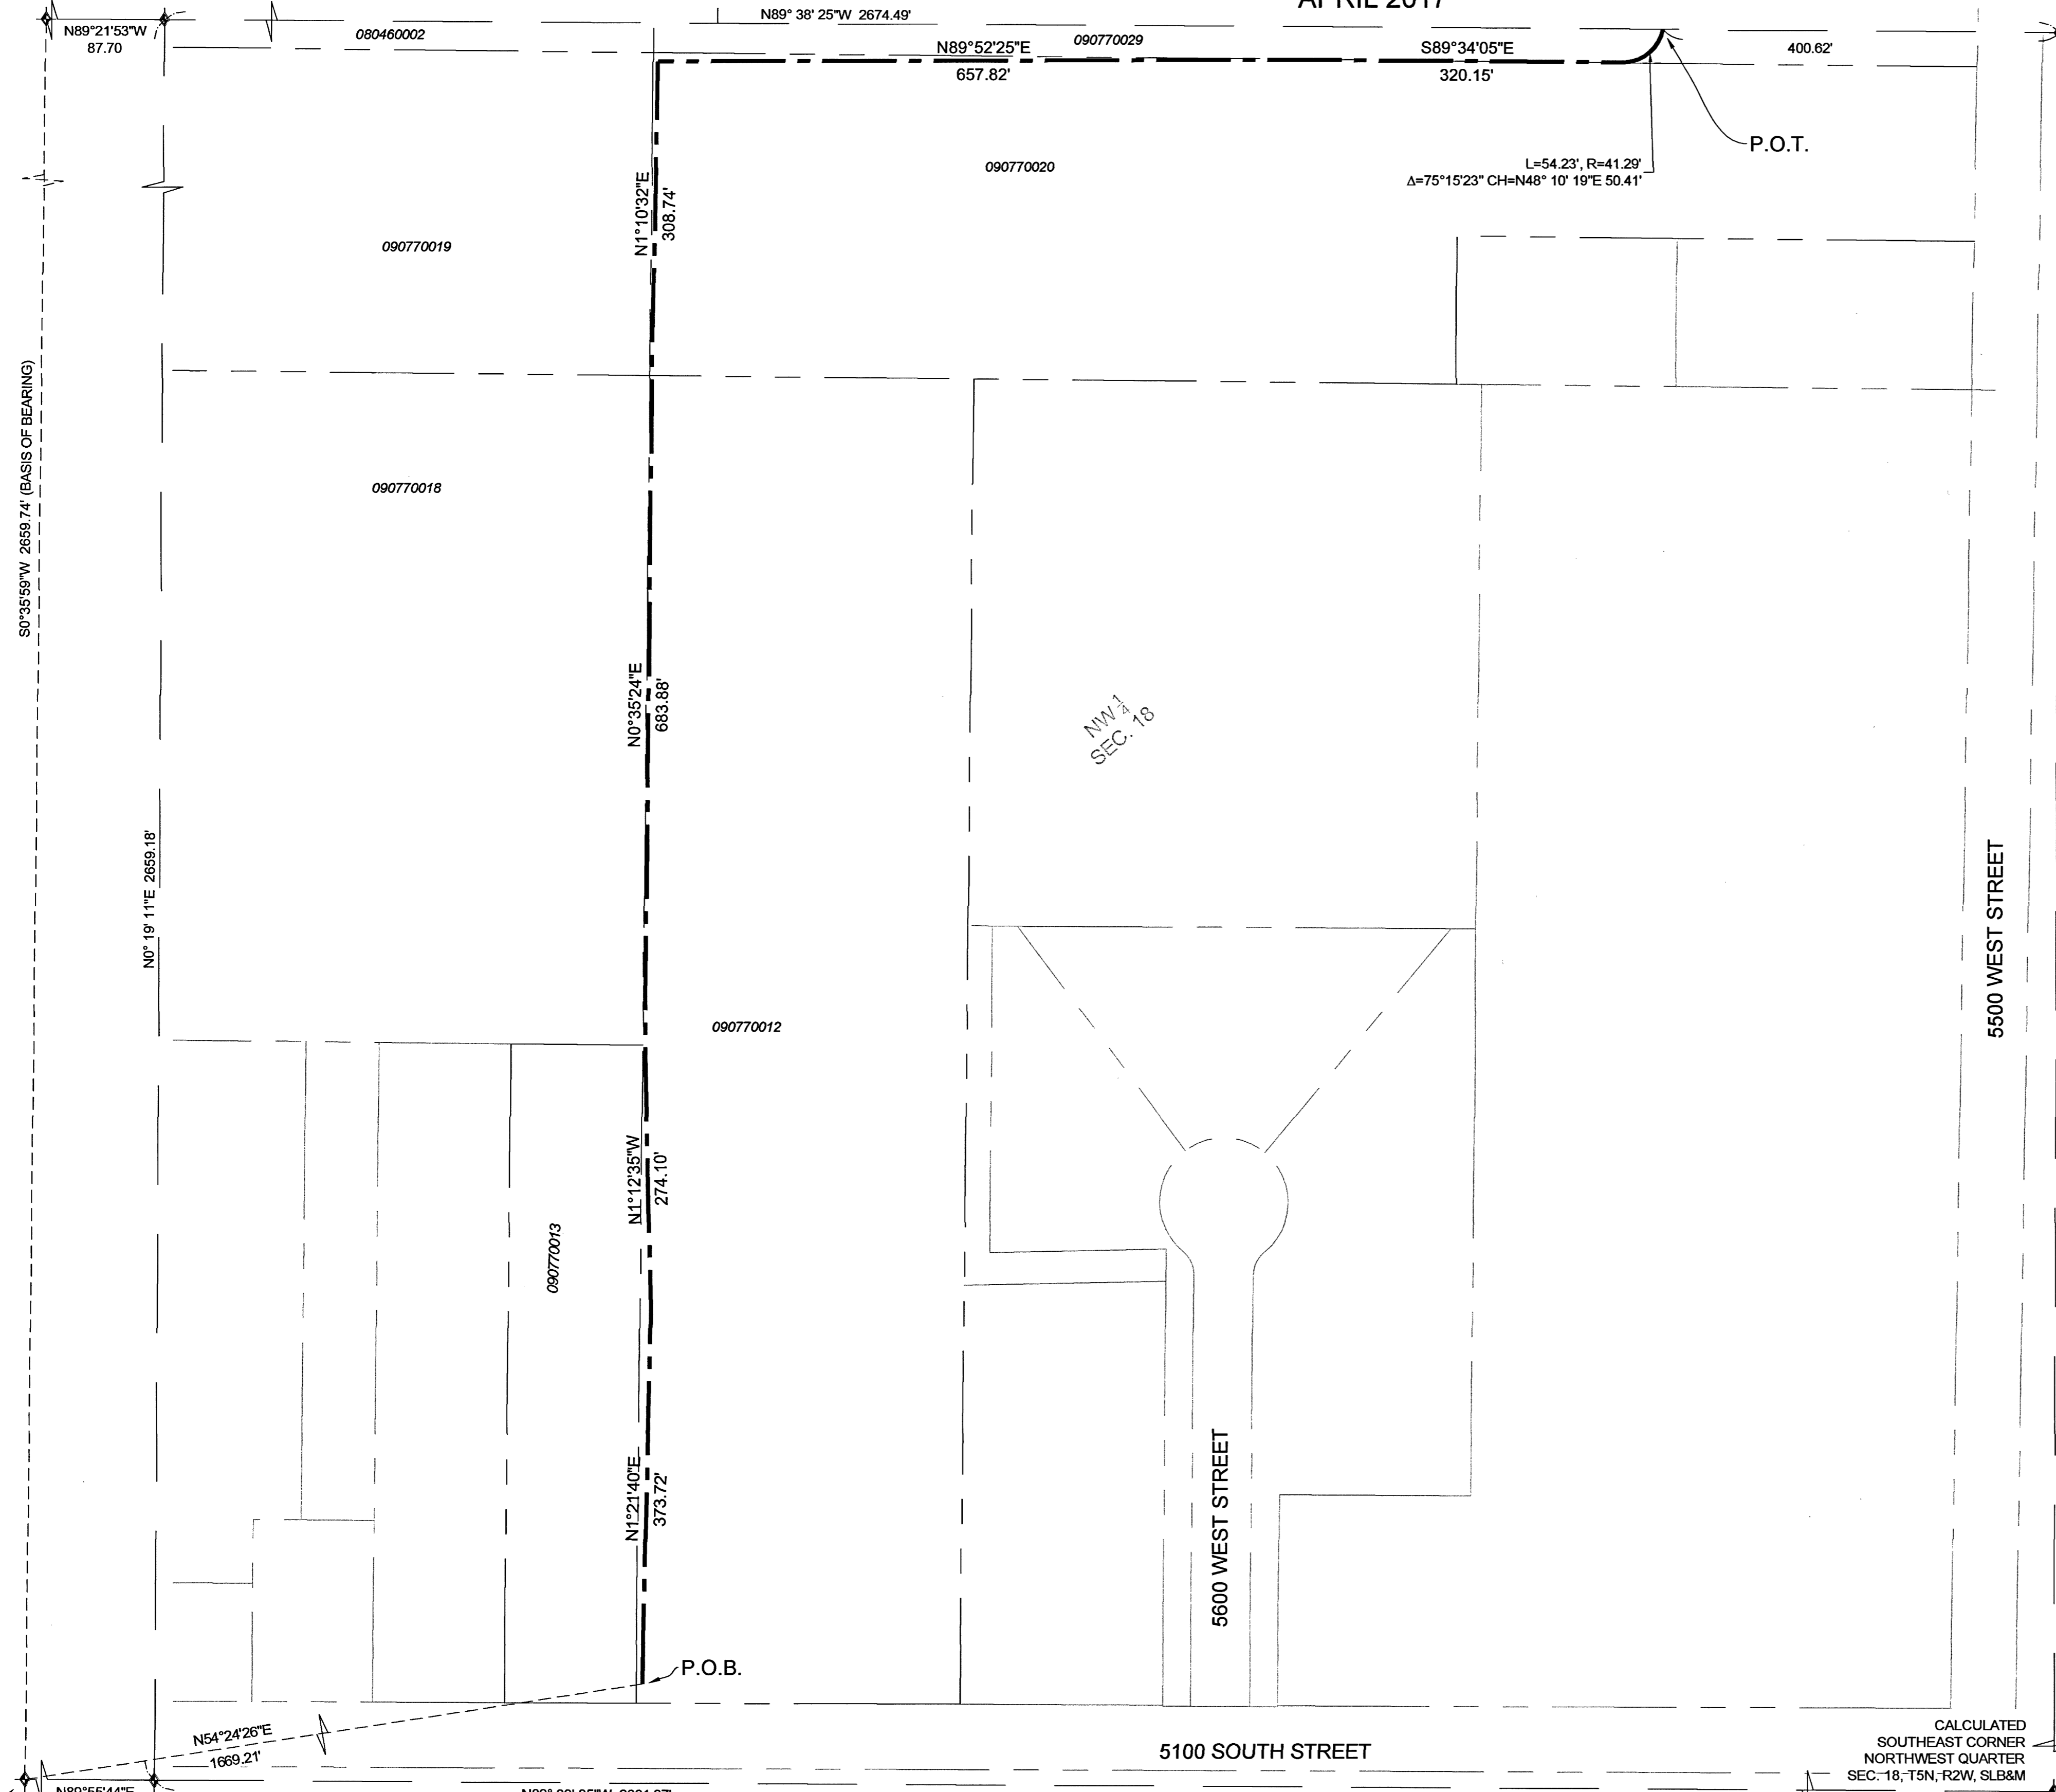 APRIL 2017
N89°21'53"W
87.70
080460002
N89° 38' 25"W 2674.49'
N89°52'25"E
657.82'
090770029
S89°34'05"E
320.15'
400.62'
P.O.T.
L=54.23', R=41.29'
Δ=75°15'23" CH=N48° 10' 19"E 50.41'
090770020
N1°10'32"E
308.74'
090770019
S0°35'59"W 2659.74' (BASIS OF BEARING)
090770018
N0°35'24"E
683.88'
NW 1/4
SEC. 18
N0° 19' 11"E 2659.18'
5500 WEST STREET
090770012
N1°12'35"W
274.10'
090770013
N1°21'40"E
373.72'
5600 WEST STREET
P.O.B.
N54°24'26"E
1669.21'
5100 SOUTH STREET
CALCULATED
SOUTHEAST CORNER
NORTHWEST QUARTER
SEC. 18, T5N, R2W, SLB&M
N89°55'44"E